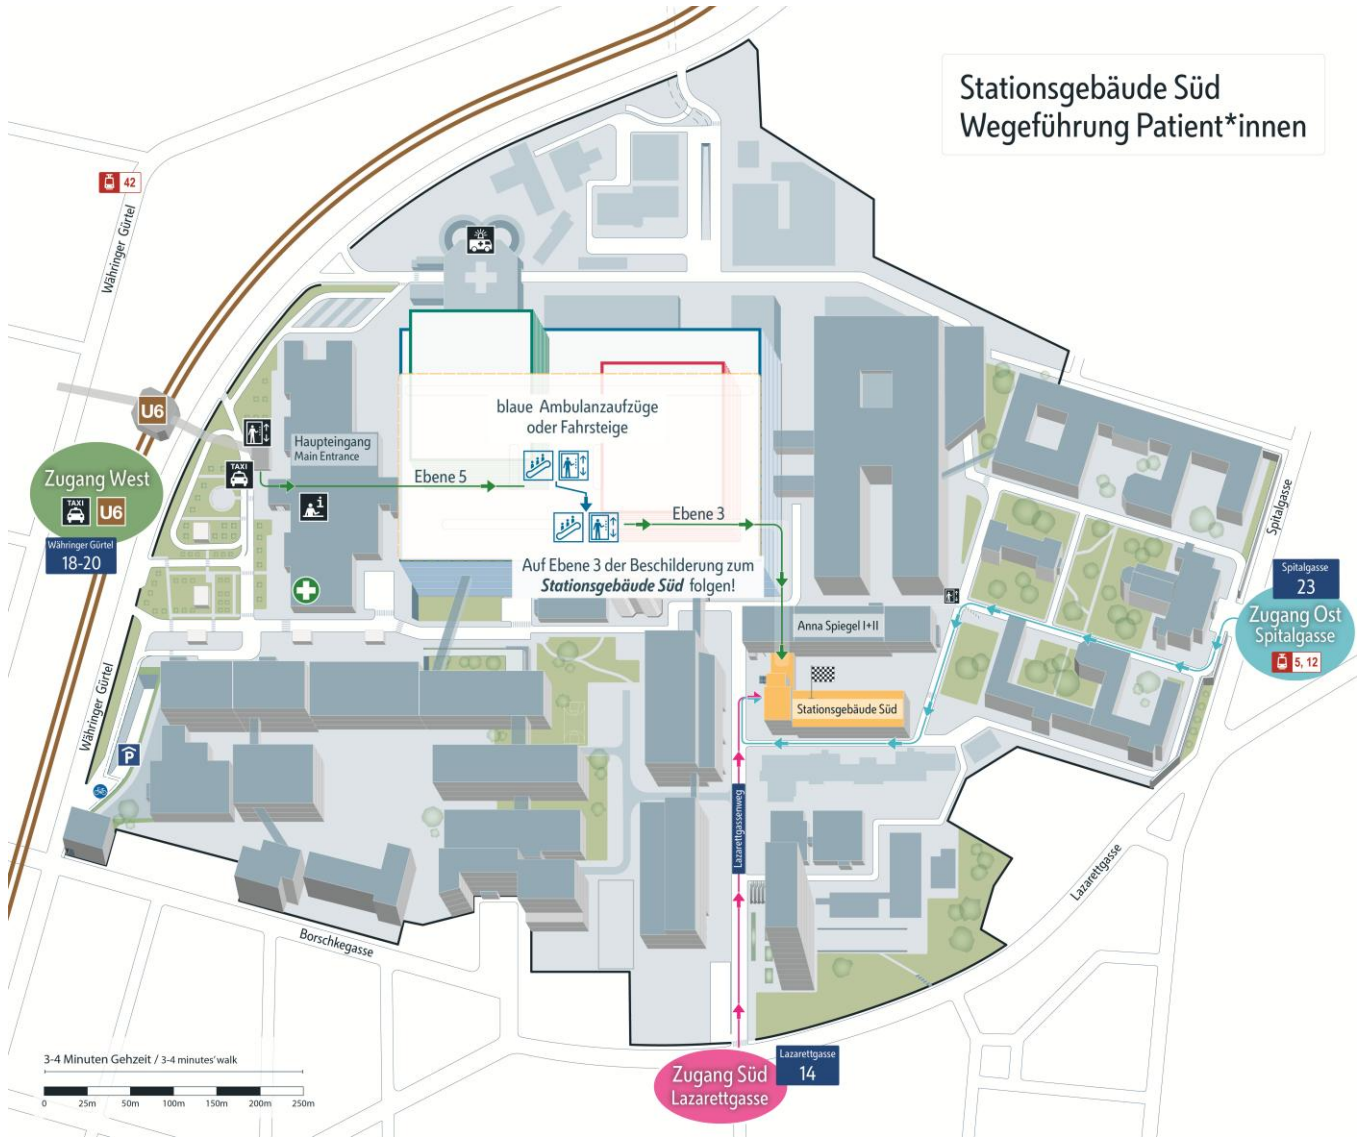 Stationsgebäude Süd
Wegeführung Patient*innen
42
Währinger Gürtel
U6
Haupteingang
Main Entrance
TAXI
i
blaue Ambulanzaufzüge
oder Fahrsteige
Ebene 5
Ebene 3
Auf Ebene 3 der Beschilderung zum
Stationsgebäude Süd folgen!
Zugang West
TAXI
U6
Währinger Gürtel
18-20
Spitalgasse
Spitalgasse
23
Zugang Ost
Spitalgasse
5, 12
Anna Spiegel I+II
Stationsgebäude Süd
Währinger Gürtel
P
Lazarettgassenweg
Lazarettgasse
Borschkegasse
3-4 Minuten Gehzeit / 3-4 minutes' walk
0 25m 50m 100m 150m 200m 250m
Zugang Süd
Lazarettgasse
Lazarettgasse
14